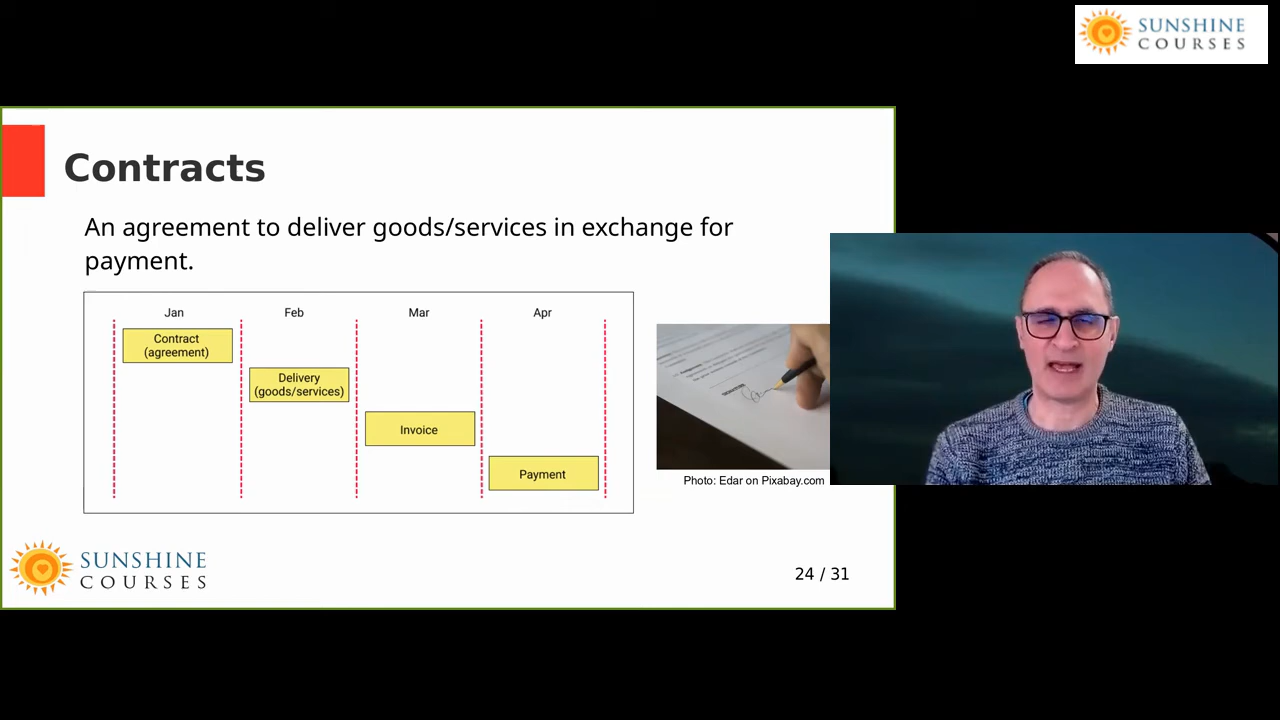 SUNSHINE
COURSES
Contracts
An agreement to deliver goods/services in exchange for
payment.
Jan Feb Mar Apr
Contract
(agreement)
Delivery
(goods/services)
Invoice
Payment
Photo: Edar on Pixabay.com
SUNSHINE
COURSES
24 / 31